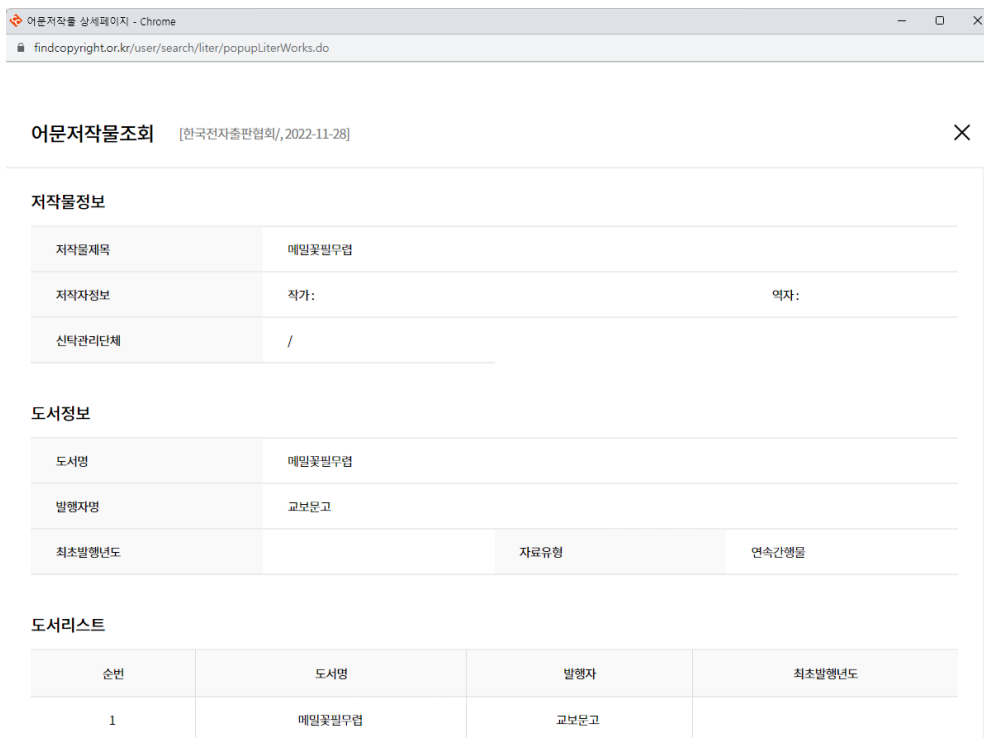 어문저작물 상세페이지 - Chrome
findcopyright.or.kr/user/search/liter/popupLiterWorks.do
어문저작물조회 [한국전자출판협회/, 2022-11-28]
저작물정보
저작물제목 메밀꽃필무렵
저작자정보 작가 : 역자 :
신탁관리단체 /
도서정보
도서명 메밀꽃필무렵
발행자명 교보문고
최초발행년도 자료유형 연속간행물
도서리스트
순번 도서명 발행자 최초발행년도
1 메밀꽃필무렵 교보문고